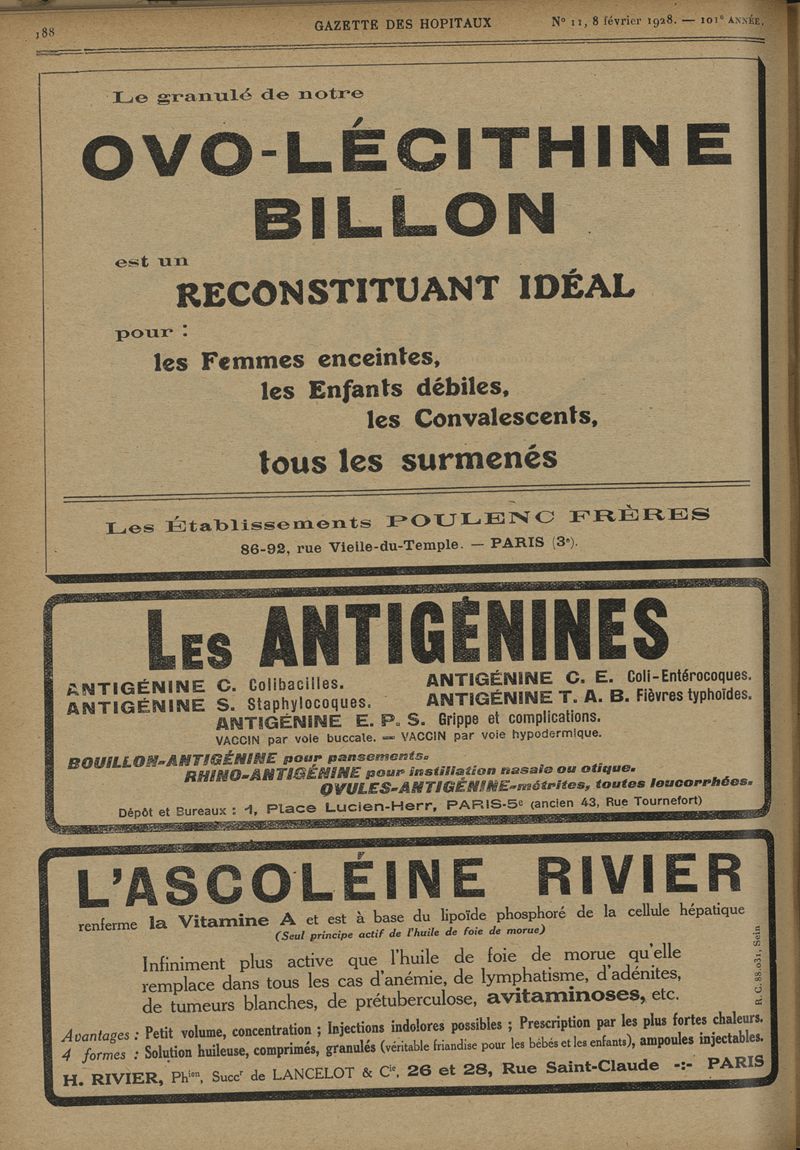 188
GAZETTE DES HOPITAUX
N° 11, 8 février 1928. — 101e ANNÉE.
Le granulé de notre
OVO-LÉCITHINE
BILLON
est un
RECONSTITUANT IDÉAL
pour :
les Femmes enceintes,
les Enfants débiles,
les Convalescents,
tous les surmenés
Les Établissements POULENC FRÈRES
86-92, rue Vieille-du-Temple. — PARIS (3e).
LES ANTIGÉNINES
ANTIGÉNINE C. Colibacilles.
ANTIGÉNINE C. E. Coli-Entérocoques.
ANTIGÉNINE S. Staphylocoques.
ANTIGÉNINE T. A. B. Fièvres typhoïdes.
ANTIGÉNINE E. P. S. Grippe et complications.
VACCIN par voie buccale. — VACCIN par voie hypodermique.
BOUILLON-ANTIGÉNINE pour pansements.
RHINO-ANTIGÉNINE pour instillation nasale ou otique.
OVULES-ANTIGÉNINE-métrites, toutes leucorrhées.
Dépôt et Bureaux : 1, Place Lucien-Herr, PARIS-5e (ancien 43, Rue Tournefort)
L'ASCOLÉINE RIVIER
renferme la Vitamine A et est à base du lipoïde phosphoré de la cellule hépatique
(Seul principe actif de l'huile de foie de morue)
Infiniment plus active que l'huile de foie de morue qu'elle
remplace dans tous les cas d'anémie, de lymphatisme, d'adénites,
de tumeurs blanches, de prétuberculose, avitaminoses, etc.
Avantages : Petit volume, concentration ; Injections indolores possibles ; Prescription par les plus fortes chaleurs.
4 formes : Solution huileuse, comprimés, granulés (véritable friandise pour les bébés et les enfants), ampoules injectables.
H. RIVIER, Phien, Succr de LANCELOT & Cie, 26 et 28, Rue Saint-Claude -:- PARIS
R. C. 88.031, Sein